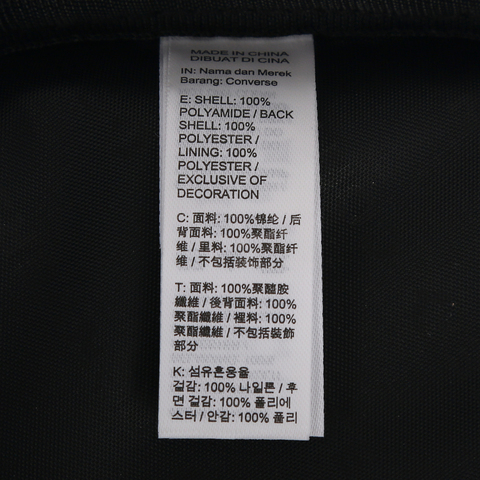 MADE IN CHINA
DIBUAT DI CINA
IN: Nama dan Merek
Barang: Converse
E: SHELL: 100%
POLYAMIDE / BACK
SHELL: 100%
POLYESTER /
LINING: 100%
POLYESTER /
EXCLUSIVE OF
DECORATION
C: 面料: 100%锦纶 / 后
背面料: 100%聚酯纤
维 / 里料: 100%聚酯纤
维 / 不包括装饰部分
T: 面料: 100%聚醯胺
纖維 / 後背面料: 100%
聚酯纖維 / 裡料: 100%
聚酯纖維 / 不包括裝飾
部分
K: 섬유혼용율
겉감: 100% 나일론 / 후
면 겉감: 100% 폴리에
스터 / 안감: 100% 폴리